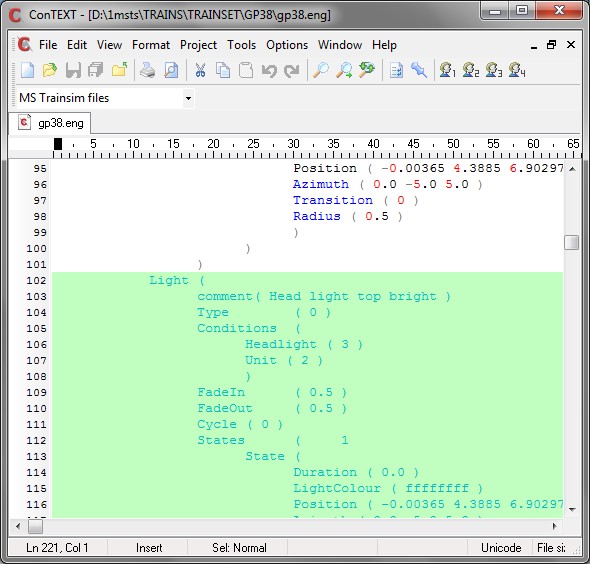 ConTEXT - [D:\1msts\TRAINS\TRAINSET\GP38\gp38.eng]
File Edit View Format Project Tools Options Window Help
1 2 3 4
MS Trainsim files
gp38.eng
5 10 15 20 25 30 35 40 45 50 55 60 65
95 Position ( -0.00365 4.3885 6.90297
96 Azimuth ( 0.0 -5.0 5.0 )
97 Transition ( 0 )
98 Radius ( 0.5 )
99 )
100 )
101 )
102 Light (
103 comment( Head light top bright )
104 Type ( 0 )
105 Conditions (
106 Headlight ( 3 )
107 Unit ( 2 )
108 )
109 FadeIn ( 0.5 )
110 FadeOut ( 0.5 )
111 Cycle ( 0 )
112 States ( 1
113 State (
114 Duration ( 0.0 )
115 LightColour ( ffffffff )
116 Position ( -0.00365 4.3885 6.90297
Ln 221, Col 1 Insert Sel: Normal Unicode File siz